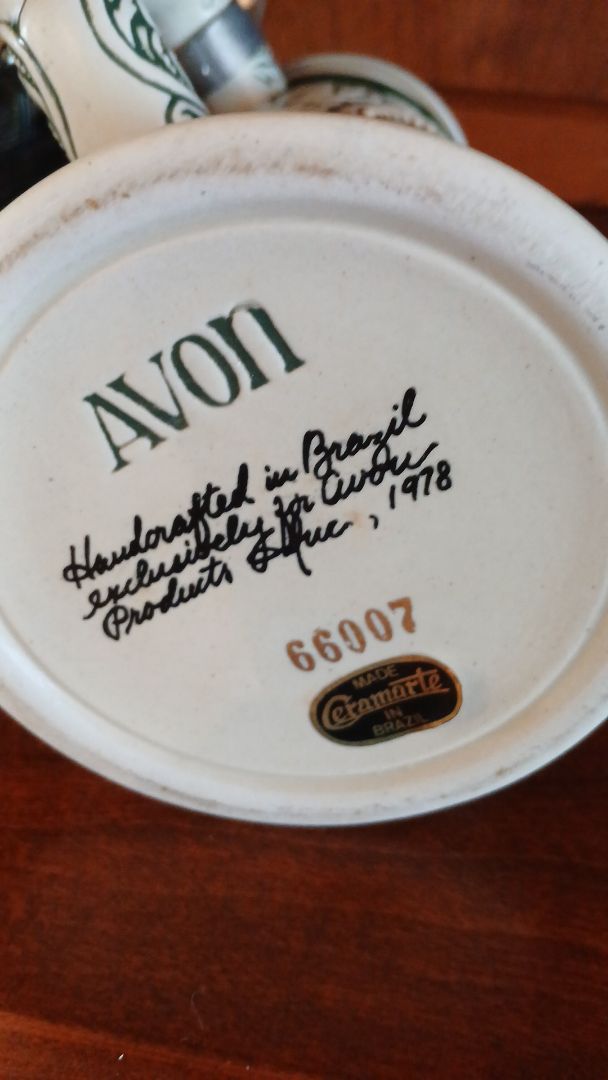 AVON
Handcrafted in Brazil
exclusively for Avon
Products Inc., 1978
66007
MADE
Ceramarte
IN
BRAZIL